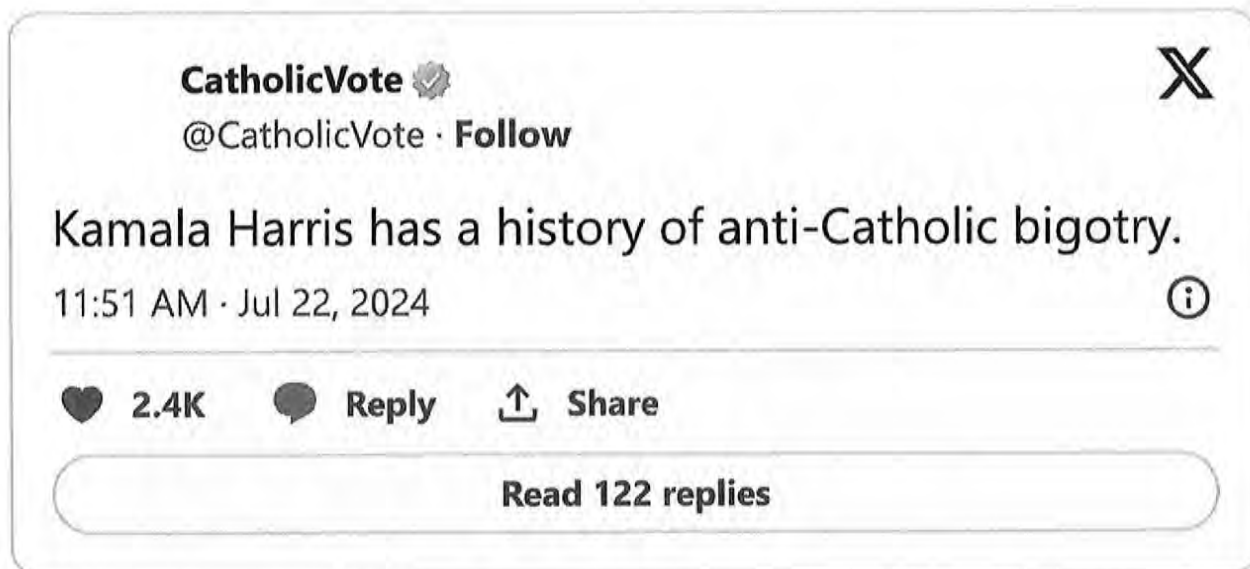 CatholicVote
@CatholicVote · Follow
Kamala Harris has a history of anti-Catholic bigotry.
11:51 AM · Jul 22, 2024
2.4K Reply Share
Read 122 replies